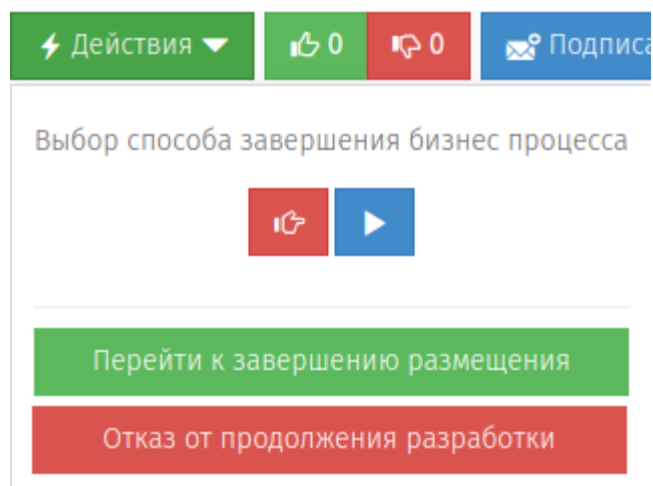 Действия 0 0 Подписа
Выбор способа завершения бизнес процесса
Перейти к завершению размещения
Отказ от продолжения разработки